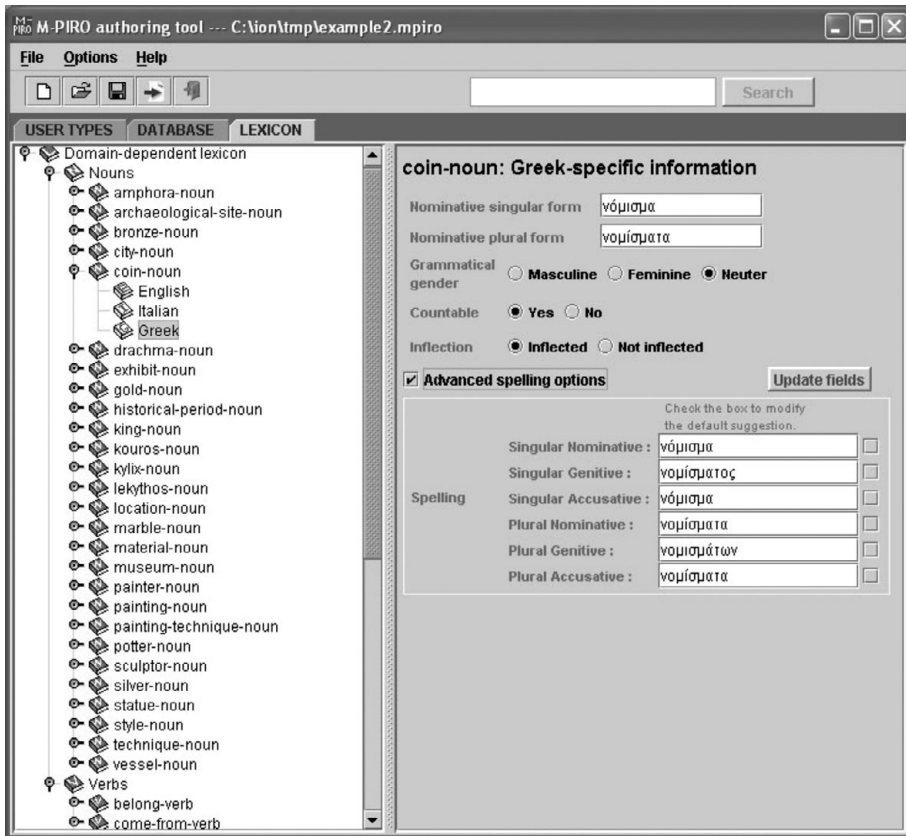 M-PIRO M-PIRO authoring tool --- C:\ion\tmp\example2.mpiro
File Options Help
Search
USER TYPES DATABASE LEXICON
Domain-dependent lexicon
Nouns
amphora-noun
archaeological-site-noun
bronze-noun
city-noun
coin-noun
English
Italian
Greek
drachma-noun
exhibit-noun
gold-noun
historical-period-noun
king-noun
kouros-noun
kylix-noun
lekythos-noun
location-noun
marble-noun
material-noun
museum-noun
painter-noun
painting-noun
painting-technique-noun
potter-noun
sculptor-noun
silver-noun
statue-noun
style-noun
technique-noun
vessel-noun
Verbs
belong-verb
come-from-verb
coin-noun: Greek-specific information
Nominative singular form νόμισμα
Nominative plural form νομίσματα
Grammatical
gender Masculine Feminine Neuter
Countable Yes No
Inflection Inflected Not inflected
Advanced spelling options Update fields
Check the box to modify
the default suggestion.
Spelling
Singular Nominative : νόμισμα
Singular Genitive : νομίσματος
Singular Accusative : νόμισμα
Plural Nominative : νομίσματα
Plural Genitive : νομισμάτων
Plural Accusative : νομίσματα